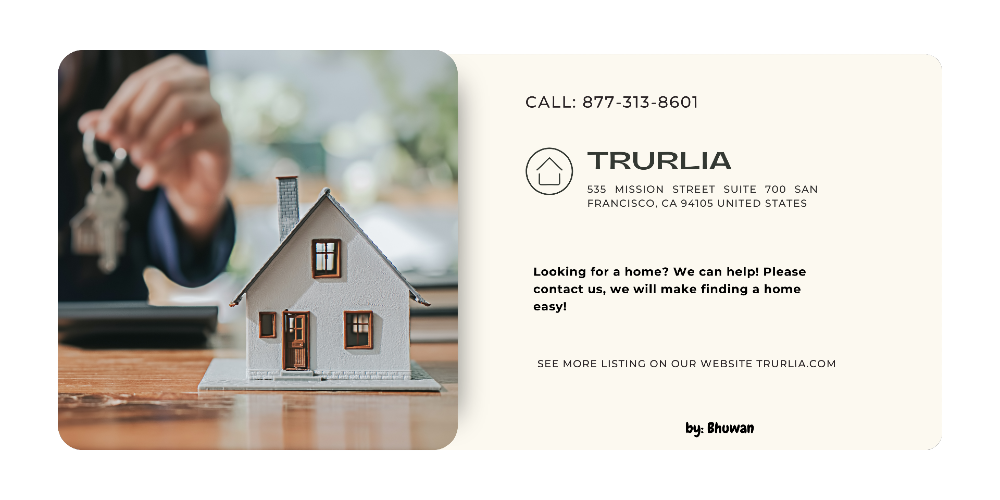 CALL: 877-313-8601
TRURLIA
535 MISSION STREET SUITE 700 SAN
FRANCISCO, CA 94105 UNITED STATES
Looking for a home? We can help! Please
contact us, we will make finding a home
easy!
SEE MORE LISTING ON OUR WEBSITE TRURLIA.COM
by: Bhuwan